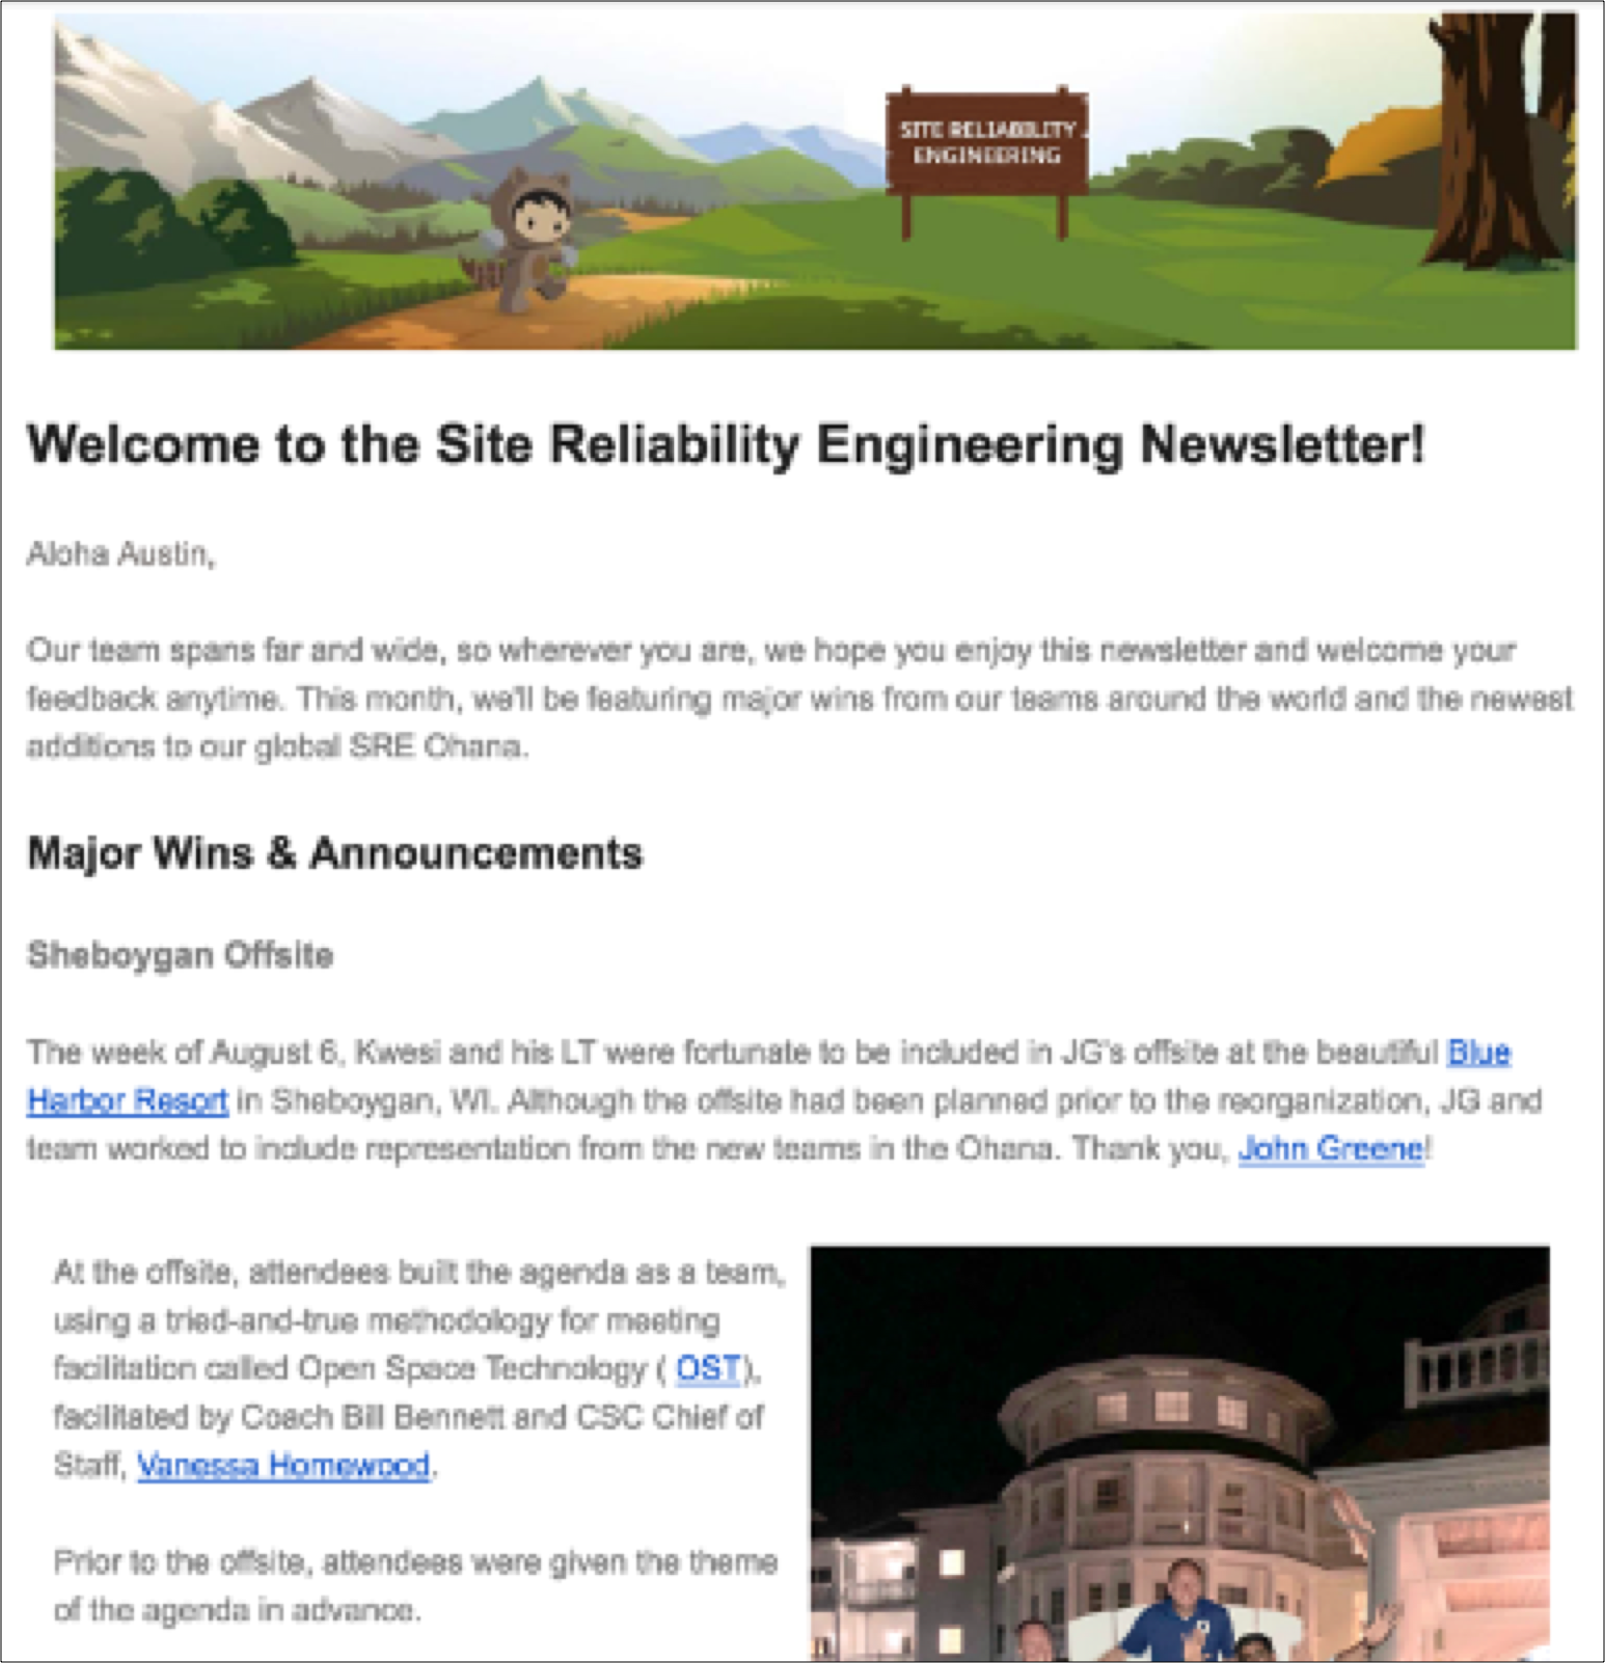 SITE RELIABILITY
ENGINEERING
Welcome to the Site Reliability Engineering Newsletter!
Aloha Austin,
Our team spans far and wide, so wherever you are, we hope you enjoy this newsletter and welcome your
feedback anytime. This month, we'll be featuring major wins from our teams around the world and the newest
additions to our global SRE Ohana.
Major Wins & Announcements
Sheboygan Offsite
The week of August 6, Kwesi and his LT were fortunate to be included in JG's offsite at the beautiful Blue
Harbor Resort in Sheboygan, WI. Although the offsite had been planned prior to the reorganization, JG and
team worked to include representation from the new teams in the Ohana. Thank you, John Greene!
At the offsite, attendees built the agenda as a team,
using a tried-and-true methodology for meeting
facilitation called Open Space Technology ( OST),
facilitated by Coach Bill Bennett and CSC Chief of
Staff, Vanessa Homewood.
Prior to the offsite, attendees were given the theme
of the agenda in advance.